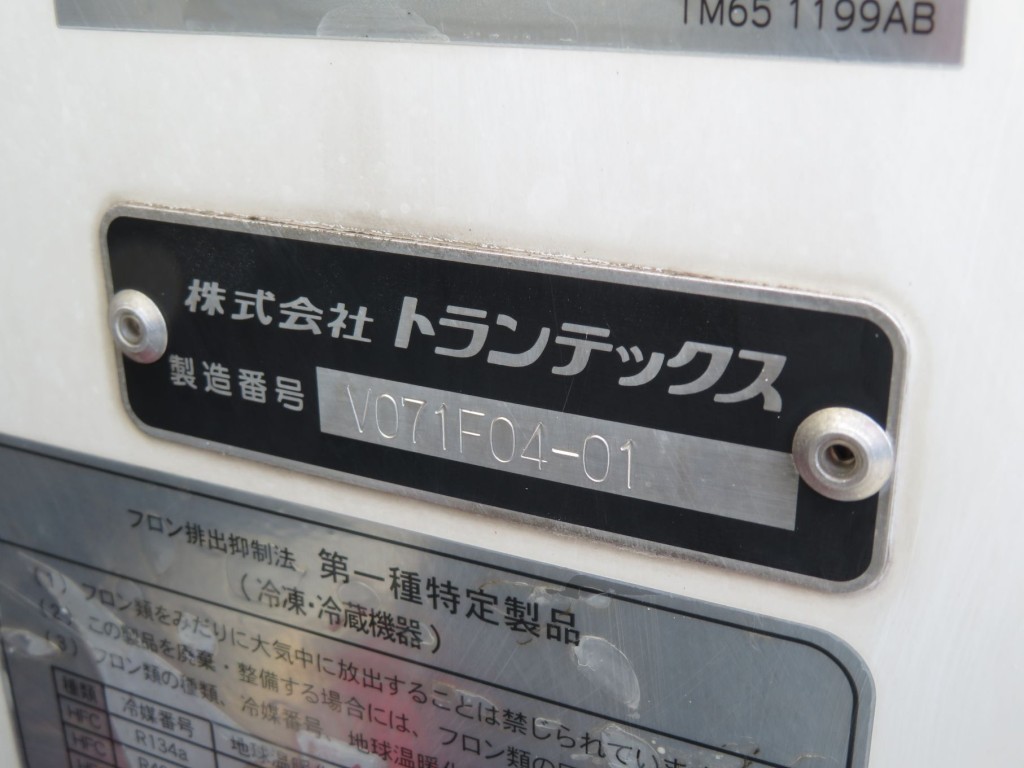 TM65 1199AB
株式会社 トランテックス
製造番号 V071F04-01
フロン排出抑制法 第一種特定製品
(冷凍・冷蔵機器)
(1) フロン類をみだりに大気中に放出することは禁じられています
(2) この製品を廃棄・整備する場合には、フロン類の
(3) フロン類の種類、冷媒番号、地球温暖化
種類 冷媒番号 地球温暖化
HFC R134a
HFC